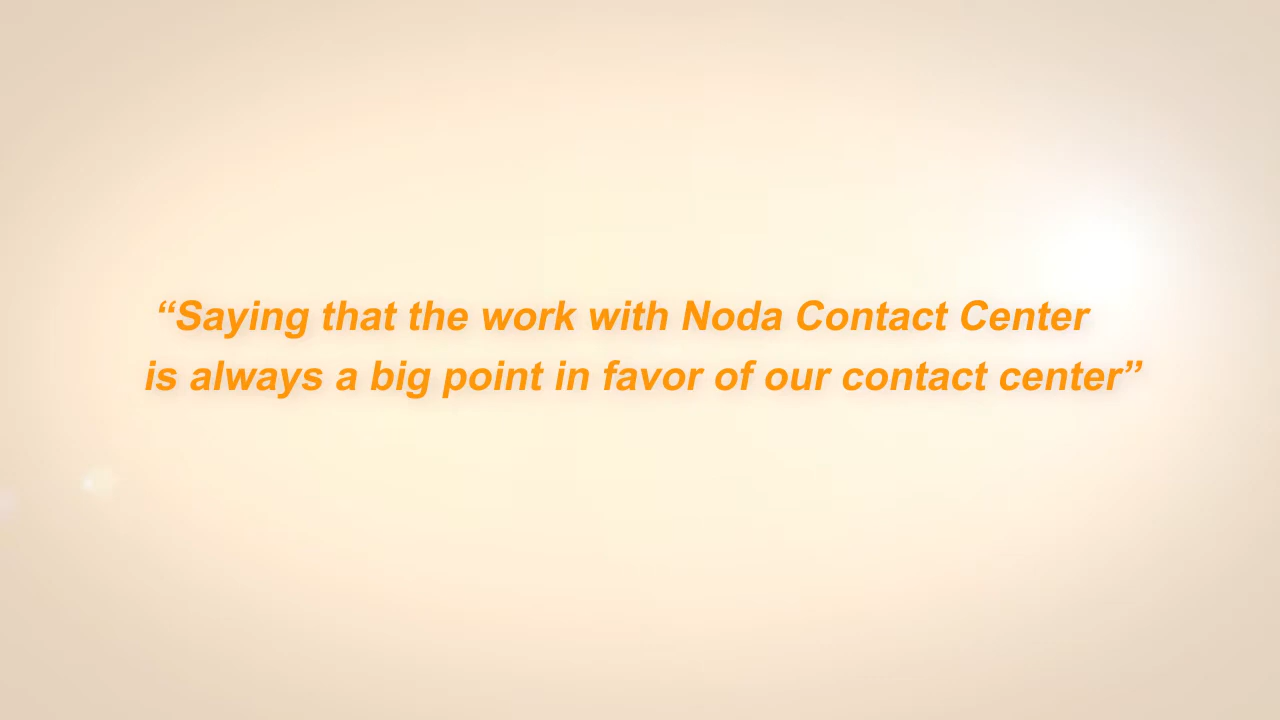 “Saying that the work with Noda Contact Center
is always a big point in favor of our contact center”